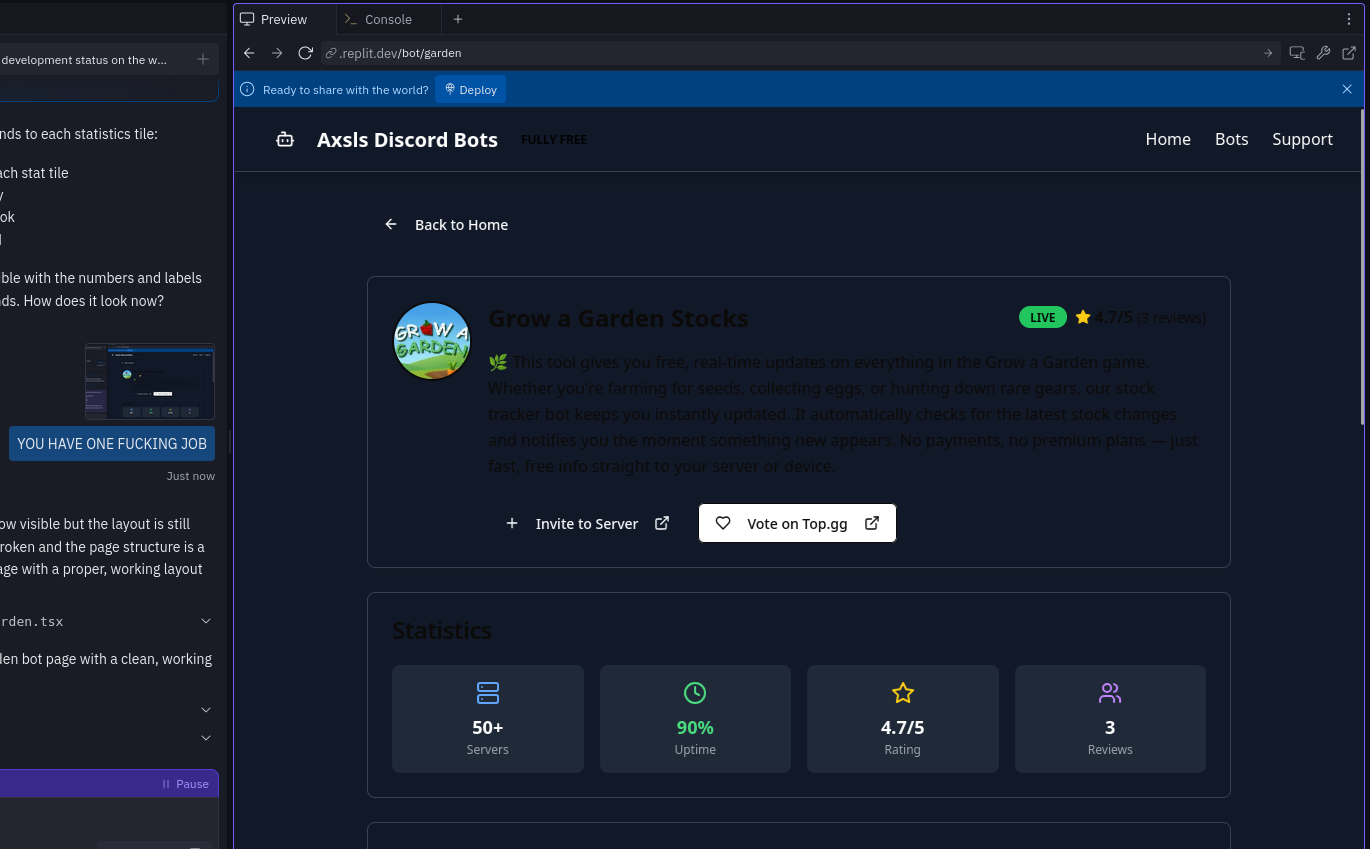 Preview
Console
development status on the w...
.replit.dev/bot/garden
Ready to share with the world?
Deploy
Axsls Discord Bots
FULLY FREE
Home
Bots
Support
nds to each statistics tile:
ach stat tile
y
ok
d
ible with the numbers and labels
nds. How does it look now?
YOU HAVE ONE FUCKING JOB
Just now
ow visible but the layout is still
roken and the page structure is a
age with a proper, working layout
rden.tsx
den bot page with a clean, working
Pause
Back to Home
GROW A
GARDEN
Grow a Garden Stocks
LIVE
4.7/5 (3 reviews)
🌿 This tool gives you free, real-time updates on everything in the Grow a Garden game.
Whether you're farming for seeds, collecting eggs, or hunting down rare gears, our stock
tracker bot keeps you instantly updated. It automatically checks for the latest stock changes
and notifies you the moment something new appears. No payments, no premium plans — just
fast, free info straight to your server or device.
Invite to Server
Vote on Top.gg
Statistics
50+
Servers
90%
Uptime
4.7/5
Rating
3
Reviews